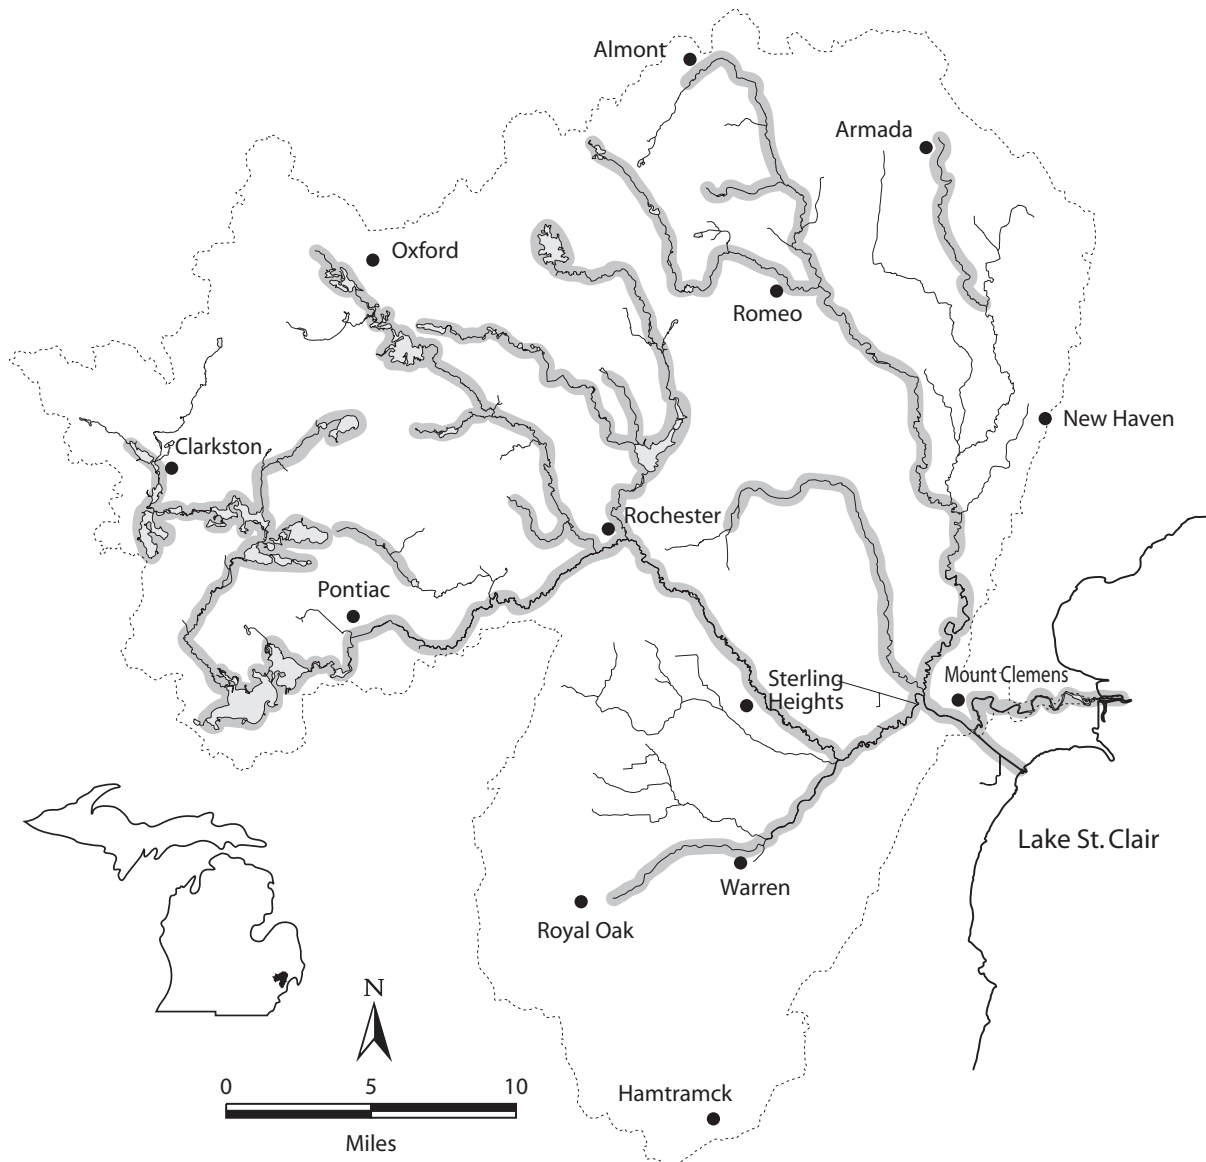 Almont
Armada
Oxford
Romeo
New Haven
Clarkston
Rochester
Pontiac
Mount Clemens
Sterling
Heights
Lake St. Clair
Warren
Royal Oak
N
0 5 10
Miles
Hamtramck